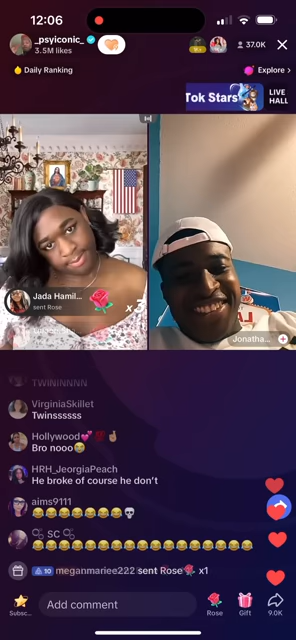 12:06
_psyiconic_
3.5M likes
37.0K
Daily Ranking
Explore >
Tok Stars
LIVE
HALL
Jada Hamil...
sent Rose
x
Jonatha...
TWINNNNN
VirginiaSkillet
Twinssssss
Hollywood💕💯🤞🏽
Bro nooo😂
HRH_JeorgiaPeach
He broke of course he don't
aims9111
😂😂😂😂😂😂😂💀
SC
😂😂😂😂😂😂😂😂😂😂😂😂😂😂😂😂😂
10 meganmariee222 sent Rose🌹 x1
Subsc...
Add comment
Rose
Gift
9.0K